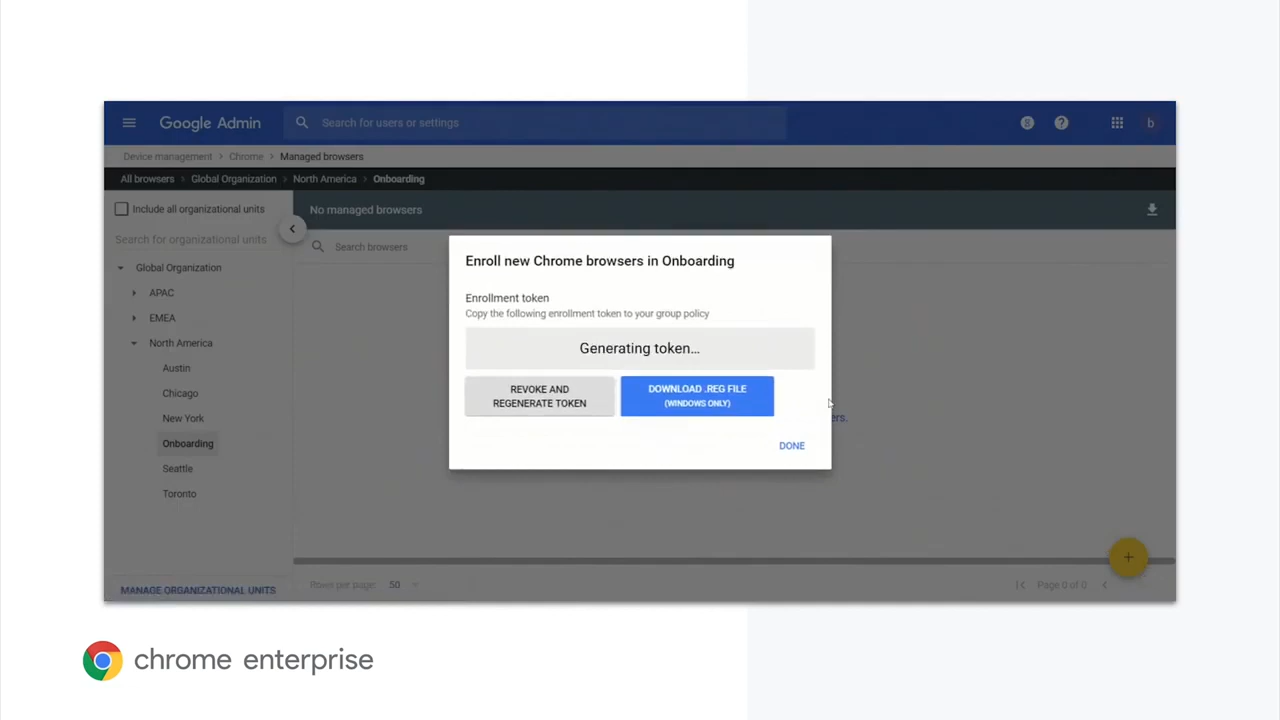 Google Admin
Search for users or settings
8
?
b
Device management > Chrome > Managed browsers
All browsers > Global Organization > North America > Onboarding
Include all organizational units
No managed browsers
Search for organizational units
Search browsers
Global Organization
APAC
EMEA
North America
Austin
Chicago
New York
Onboarding
Seattle
Toronto
MANAGE ORGANIZATIONAL UNITS
Enroll new Chrome browsers in Onboarding
Enrollment token
Copy the following enrollment token to your group policy
Generating token...
REVOKE AND
REGENERATE TOKEN
DOWNLOAD .REG FILE
(WINDOWS ONLY)
DONE
+
Rows per page: 50
Page 0 of 0
chrome enterprise